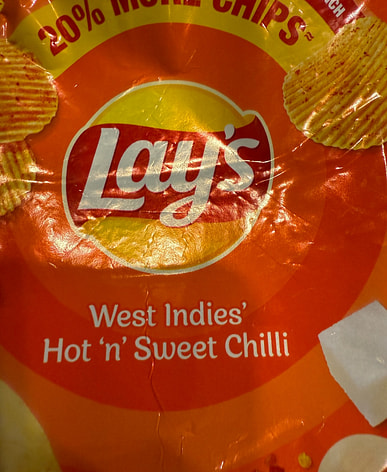 20% MORE CHIPS*≈
Lay's
West Indies'
Hot 'n' Sweet Chilli